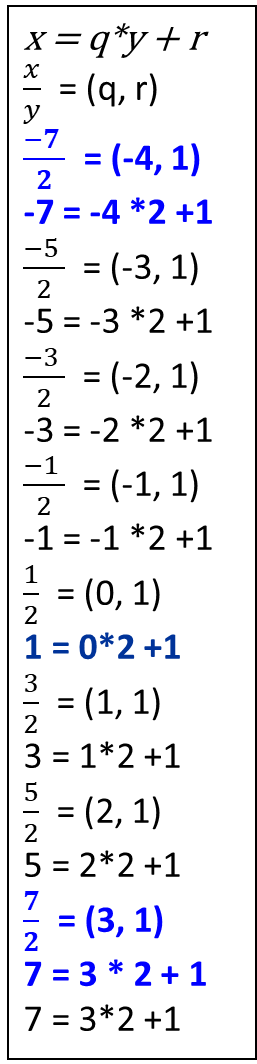 x = q*y + r
x/y = (q, r)
−7/2 = (-4, 1)
-7 = -4 *2 +1
−5/2 = (-3, 1)
-5 = -3 *2 +1
−3/2 = (-2, 1)
-3 = -2 *2 +1
−1/2 = (-1, 1)
-1 = -1 *2 +1
1/2 = (0, 1)
1 = 0*2 +1
3/2 = (1, 1)
3 = 1*2 +1
5/2 = (2, 1)
5 = 2*2 +1
7/2 = (3, 1)
7 = 3 * 2 + 1
7 = 3*2 +1